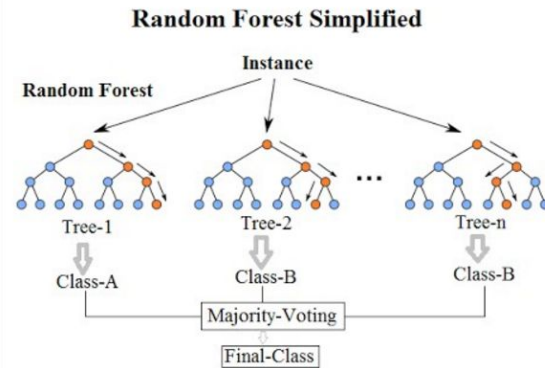 Random Forest Simplified
Instance
Random Forest
...
Tree-1 Tree-2 Tree-n
Class-A Class-B Class-B
Majority-Voting
Final-Class